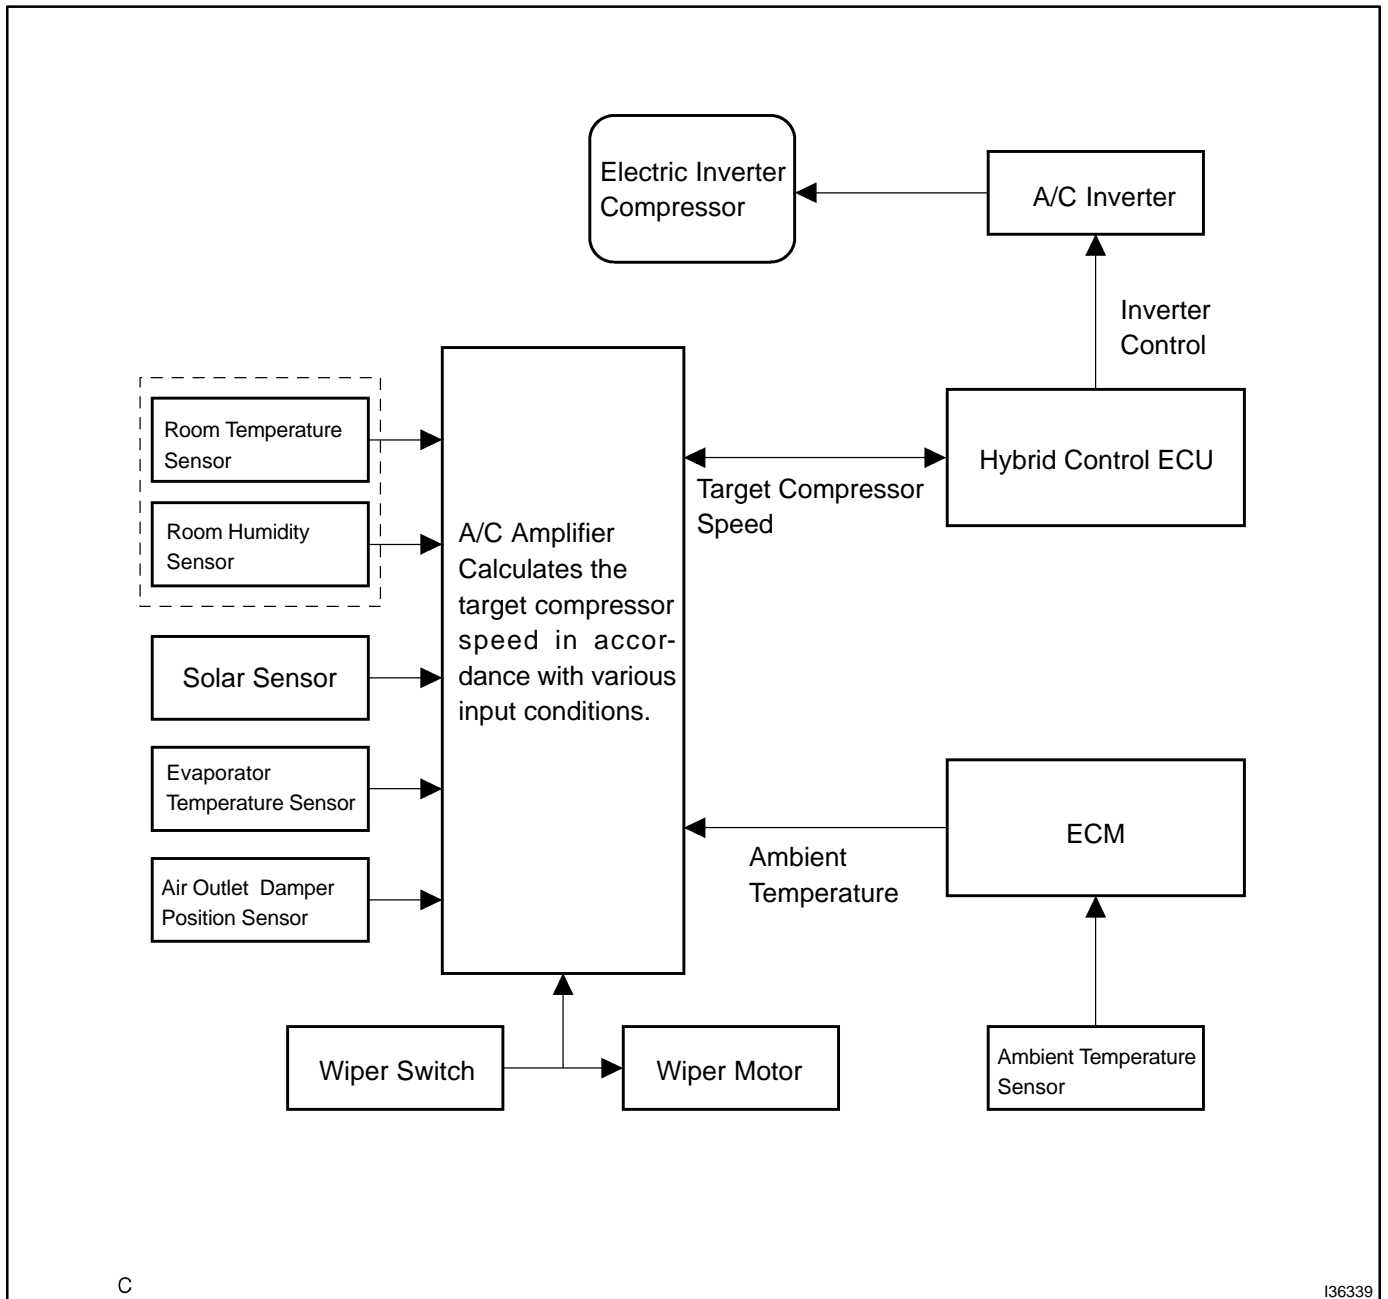 Electric Inverter
Compressor
A/C Inverter
Inverter
Control
Room Temperature
Sensor
Room Humidity
Sensor
Solar Sensor
Evaporator
Temperature Sensor
Air Outlet Damper
Position Sensor
A/C Amplifier
Calculates the
target compressor
speed in accor-
dance with various
input conditions.
Target Compressor
Speed
Hybrid Control ECU
ECM
Ambient
Temperature
Wiper Switch
Wiper Motor
Ambient Temperature
Sensor
C
I36339